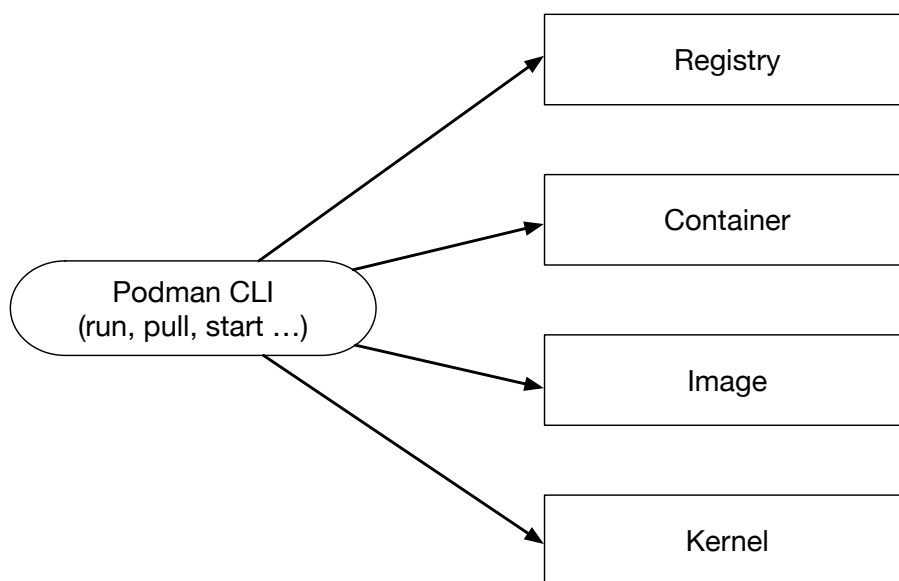 Registry
Container
Podman CLI
(run, pull, start …)
Image
Kernel